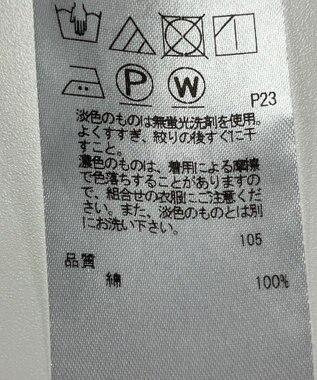 P W
P23
淡色のものは無蛍光洗剤を使用。
よくすすぎ、絞りの後すぐに干
すこと。
濃色のものは、着用による摩擦
で色落ちすることがありますの
で、組合せの衣服にご注意くだ
さい。また、淡色のものとは別
にお洗い下さい。
105
品質
綿 100%